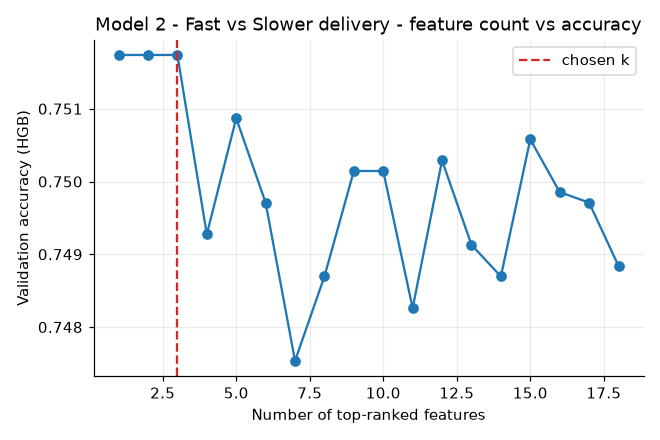 Model 2 - Fast vs Slower delivery - feature count vs accuracy
chosen k
Validation accuracy (HGB)
0.751
0.750
0.749
0.748
2.5 5.0 7.5 10.0 12.5 15.0 17.5
Number of top-ranked features